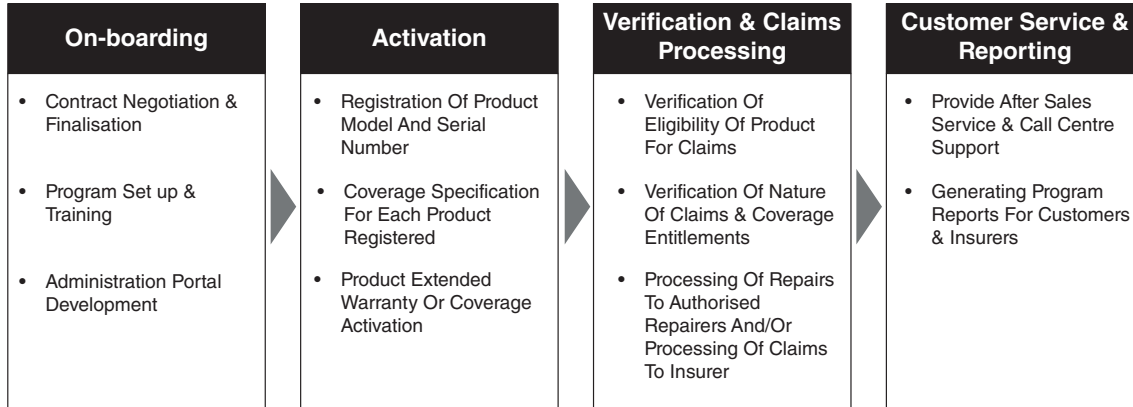 On-boarding
• Contract Negotiation &
Finalisation
• Program Set up &
Training
• Administration Portal
Development
Activation
• Registration Of Product
Model And Serial
Number
• Coverage Specification
For Each Product
Registered
• Product Extended
Warranty Or Coverage
Activation
Verification & Claims
Processing
• Verification Of
Eligibility Of Product
For Claims
• Verification Of Nature
Of Claims & Coverage
Entitlements
• Processing Of Repairs
To Authorised
Repairers And/Or
Processing Of Claims
To Insurer
Customer Service &
Reporting
• Provide After Sales
Service & Call Centre
Support
• Generating Program
Reports For Customers
& Insurers